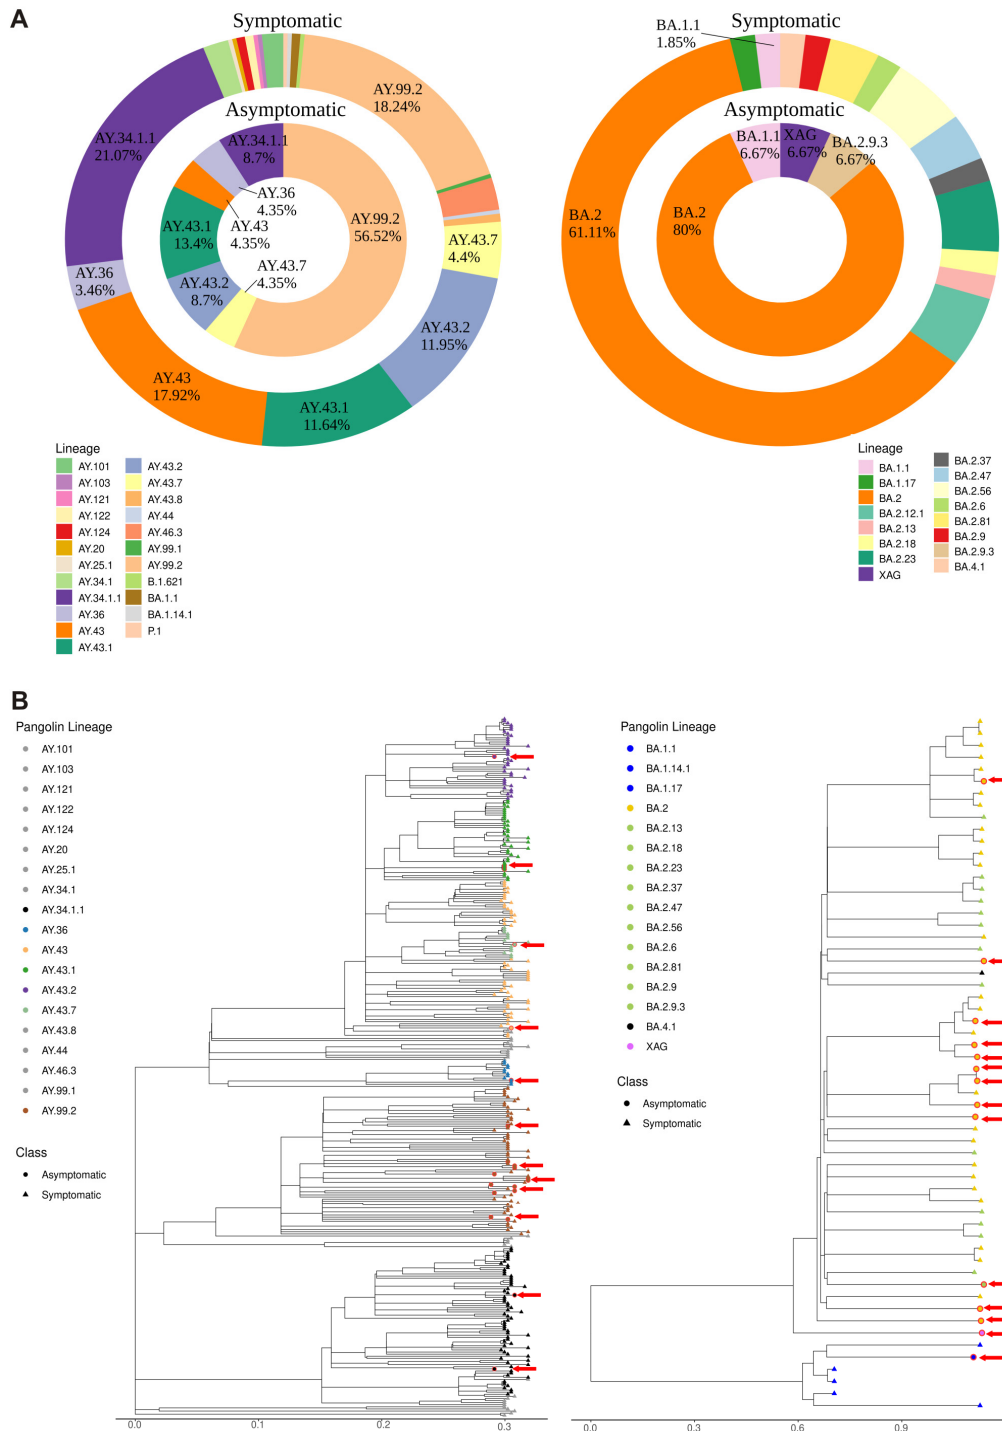 A
Symptomatic
AY.99.2
18.24%
AY.34.1.1
21.07%
AY.36
3.46%
AY.43
17.92%
AY.43.1
11.64%
AY.43.2
11.95%
AY.43.7
4.4%
Asymptomatic
AY.34.1.1
8.7%
AY.36
4.35%
AY.43
4.35%
AY.43.1
13.4%
AY.43.2
8.7%
AY.43.7
4.35%
AY.99.2
56.52%
Symptomatic
BA.1.1
1.85%
BA.2
61.11%
Asymptomatic
BA.1.1
6.67%
XAG
6.67%
BA.2.9.3
6.67%
BA.2
80%
Lineage
AY.101
AY.103
AY.121
AY.122
AY.124
AY.20
AY.25.1
AY.34.1
AY.34.1.1
AY.36
AY.43
AY.43.1
AY.43.2
AY.43.7
AY.43.8
AY.44
AY.46.3
AY.99.1
AY.99.2
B.1.621
BA.1.1
BA.1.14.1
P.1
Lineage
BA.1.1
BA.1.17
BA.2
BA.2.12.1
BA.2.13
BA.2.18
BA.2.23
XAG
BA.2.37
BA.2.47
BA.2.56
BA.2.6
BA.2.81
BA.2.9
BA.2.9.3
BA.4.1
B
Pangolin Lineage
AY.101
AY.103
AY.121
AY.122
AY.124
AY.20
AY.25.1
AY.34.1
AY.34.1.1
AY.36
AY.43
AY.43.1
AY.43.2
AY.43.7
AY.43.8
AY.44
AY.46.3
AY.99.1
AY.99.2
Class
Asymptomatic
Symptomatic
0.0 0.1 0.2 0.3
Pangolin Lineage
BA.1.1
BA.1.14.1
BA.1.17
BA.2
BA.2.13
BA.2.18
BA.2.23
BA.2.37
BA.2.47
BA.2.56
BA.2.6
BA.2.81
BA.2.9
BA.2.9.3
BA.4.1
XAG
Class
Asymptomatic
Symptomatic
0.0 0.3 0.6 0.9